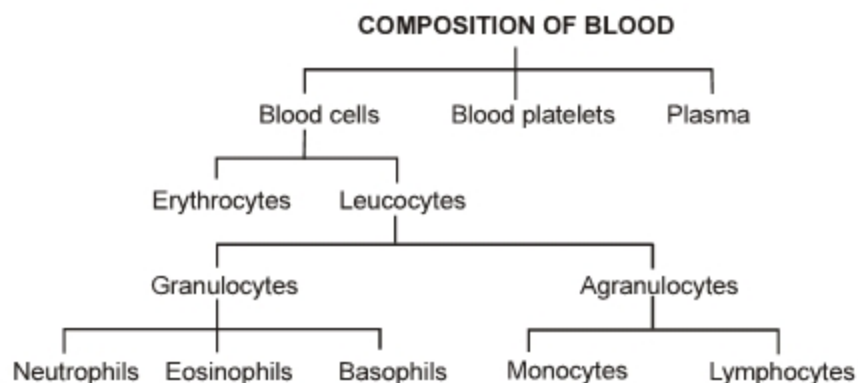 COMPOSITION OF BLOOD
Blood cells Blood platelets Plasma
Erythrocytes Leucocytes
Granulocytes Agranulocytes
Neutrophils Eosinophils Basophils Monocytes Lymphocytes